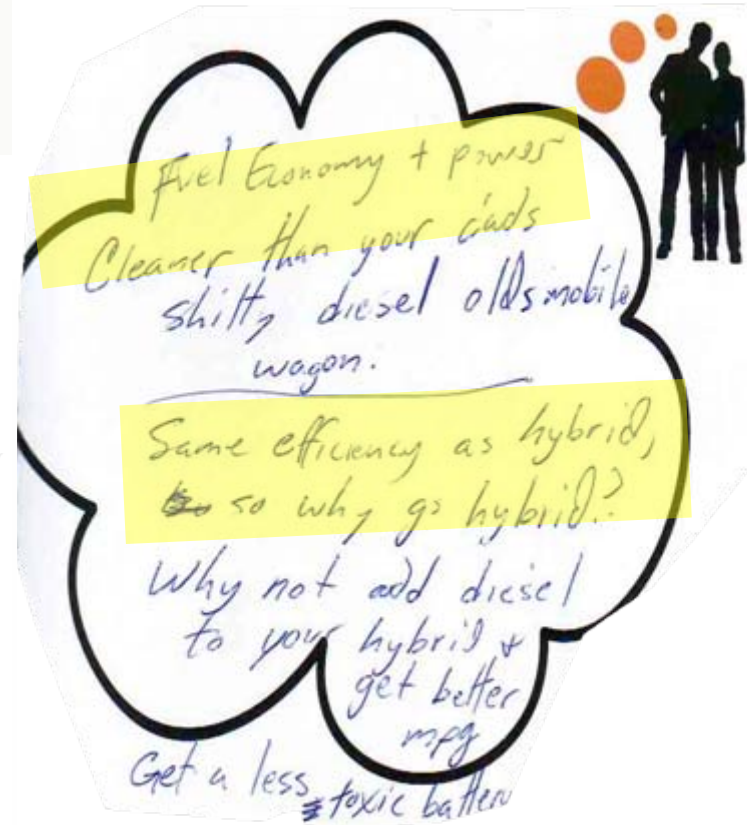 Fuel Economy + power
Cleaner than your dads
shitty diesel oldsmobile
wagon.
Same efficiency as hybrid,
so why go hybrid?
Why not add diesel
to your hybrid +
get better
mpg
Get a less
toxic battery